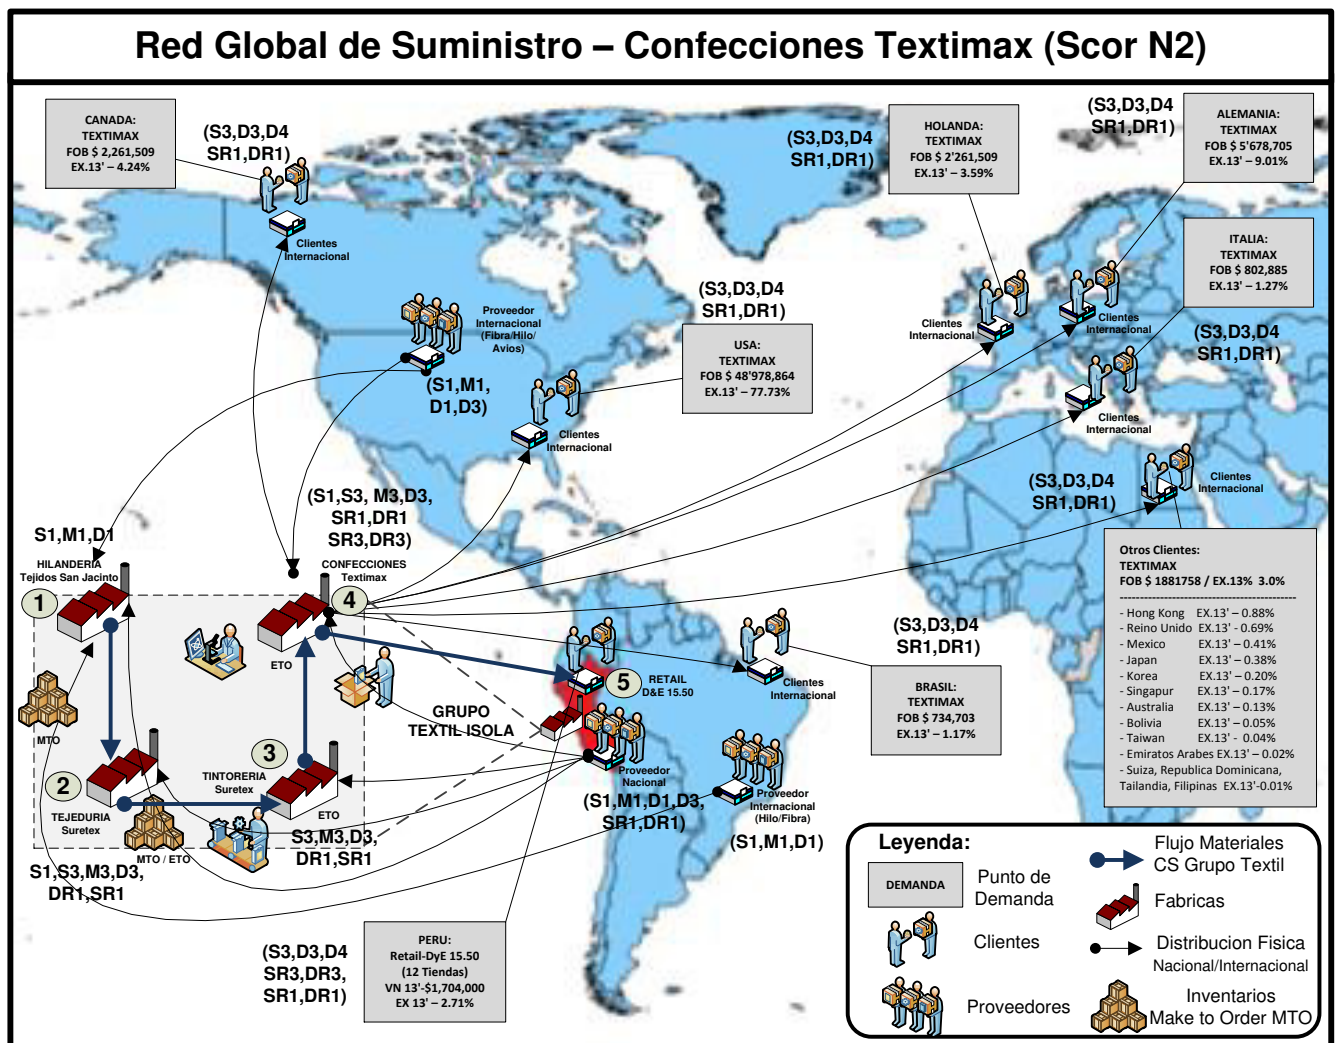 Red Global de Suministro – Confecciones Textimax (Scor N2)
CANADA:
TEXTIMAX
FOB $ 2,261,509
EX.13' – 4.24%
(S3,D3,D4
SR1,DR1)
Clientes
Internacional
(S3,D3,D4
SR1,DR1)
HOLANDA:
TEXTIMAX
FOB $ 2'261,509
EX.13' – 3.59%
(S3,D3,D4
SR1,DR1)
ALEMANIA:
TEXTIMAX
FOB $ 5'678,705
EX.13' – 9.01%
ITALIA:
TEXTIMAX
FOB $ 802,885
EX.13' – 1.27%
(S3,D3,D4
SR1,DR1)
Proveedor
Internacional
(Fibra/Hilo/
Avios)
(S1,M1,
D1,D3)
(S3,D3,D4
SR1,DR1)
USA:
TEXTIMAX
FOB $ 48'978,864
EX.13' – 77.73%
Clientes
Internacional
Clientes
Internacional
Clientes
Internacional
Clientes
Internacional
(S3,D3,D4
SR1,DR1)
Clientes
Internacional
(S1,S3, M3,D3,
SR1,DR1
SR3,DR3)
S1,M1,D1
HILANDERIA
Tejidos San Jacinto
1
CONFECCIONES
Textimax
4
ETO
MTO
2
TEJEDURIA
Suretex
MTO / ETO
S1,S3,M3,D3,
DR1,SR1
3
TINTORERIA
Suretex
ETO
S3,M3,D3,
DR1,SR1
GRUPO
TEXTIL ISOLA
5
RETAIL
D&E 15.50
Proveedor
Nacional
(S1,M1,D1,D3,
SR1,DR1)
Clientes
Internacional
(S3,D3,D4
SR1,DR1)
BRASIL:
TEXTIMAX
FOB $ 734,703
EX.13' – 1.17%
Proveedor
Internacional
(Hilo/Fibra)
(S1,M1,D1)
Otros Clientes:
TEXTIMAX
FOB $ 1881758 / EX.13% 3.0%
----------------------------------------
- Hong Kong EX.13' – 0.88%
- Reino Unido EX.13' - 0.69%
- Mexico EX.13' – 0.41%
- Japan EX.13' – 0.38%
- Korea EX.13' – 0.20%
- Singapur EX.13' – 0.17%
- Australia EX.13' – 0.13%
- Bolivia EX.13' – 0.05%
- Taiwan EX.13' - 0.04%
- Emiratos Arabes EX.13' – 0.02%
- Suiza, Republica Dominicana,
Tailandia, Filipinas EX.13'-0.01%
(S3,D3,D4
SR3,DR3,
SR1,DR1)
PERU:
Retail-DyE 15.50
(12 Tiendas)
VN 13'-$1,704,000
EX 13' – 2.71%
Leyenda:
DEMANDA
Punto de
Demanda
Clientes
Proveedores
Flujo Materiales
CS Grupo Textil
Fabricas
Distribucion Fisica
Nacional/Internacional
Inventarios
Make to Order MTO